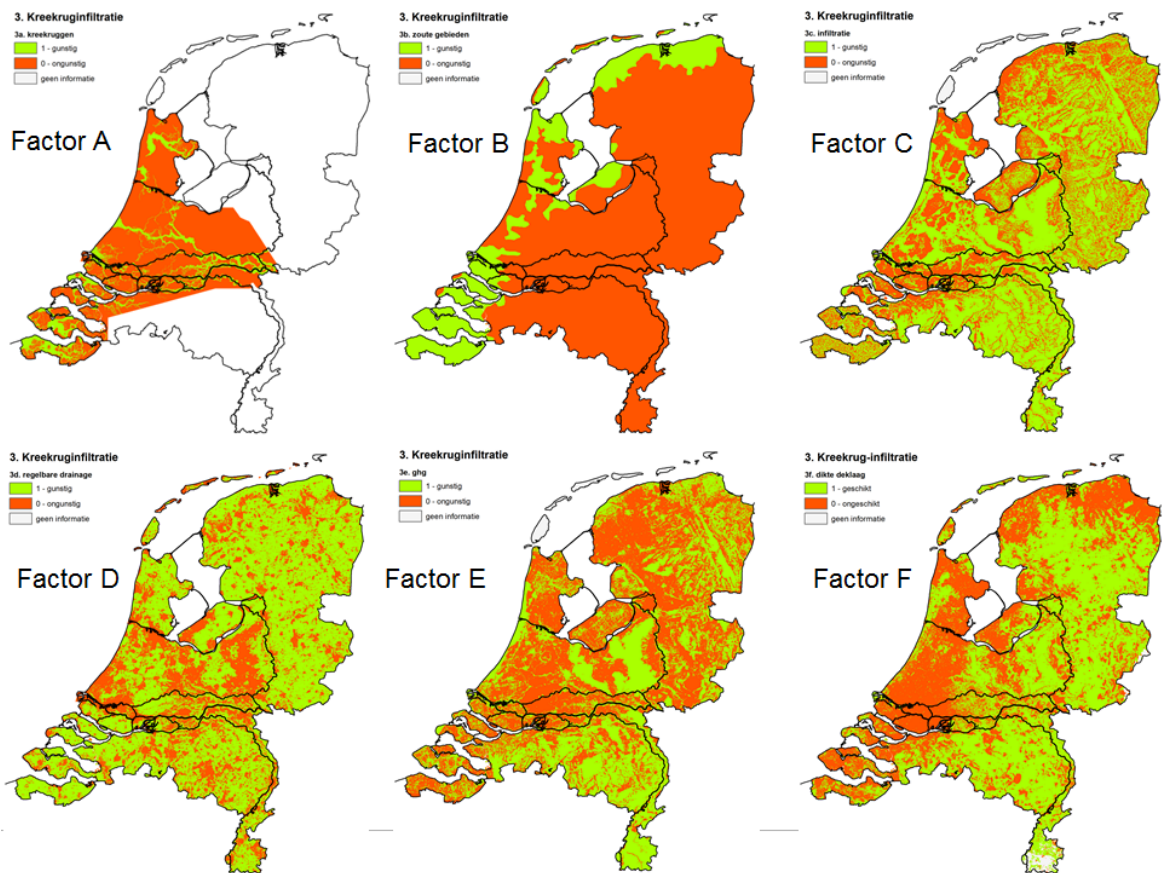 3. Kreekruginfiltratie
3a. kreekruggen
1 - gunstig
0 - ongunstig
geen informatie
Factor A
3. Kreekruginfiltratie
3b. zoute gebieden
1 - gunstig
0 - ongunstig
geen informatie
Factor B
3. Kreekruginfiltratie
3c. infiltratie
1 - gunstig
0 - ongunstig
geen informatie
Factor C
3. Kreekruginfiltratie
3d. regelbare drainage
1 - gunstig
0 - ongunstig
geen informatie
Factor D
3. Kreekruginfiltratie
3e. ghg
1 - gunstig
0 - ongunstig
geen informatie
Factor E
3. Kreekrug-infiltratie
3f. dikte deklaag
1 - geschikt
0 - ongeschikt
geen informatie
Factor F